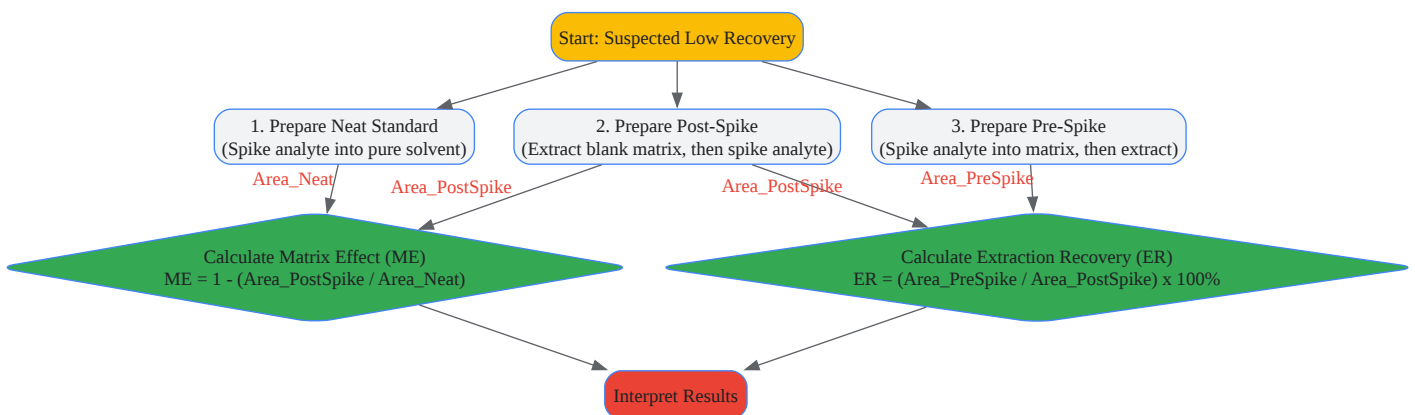 Start: Suspected Low Recovery
1. Prepare Neat Standard
(Spike analyte into pure solvent)
2. Prepare Post-Spike
(Extract blank matrix, then spike analyte)
3. Prepare Pre-Spike
(Spike analyte into matrix, then extract)
Area_Neat
Area_PostSpike
Area_PostSpike
Area_PreSpike
Calculate Matrix Effect (ME)
ME = 1 - (Area_PostSpike / Area_Neat)
Calculate Extraction Recovery (ER)
ER = (Area_PreSpike / Area_PostSpike) x 100%
Interpret Results